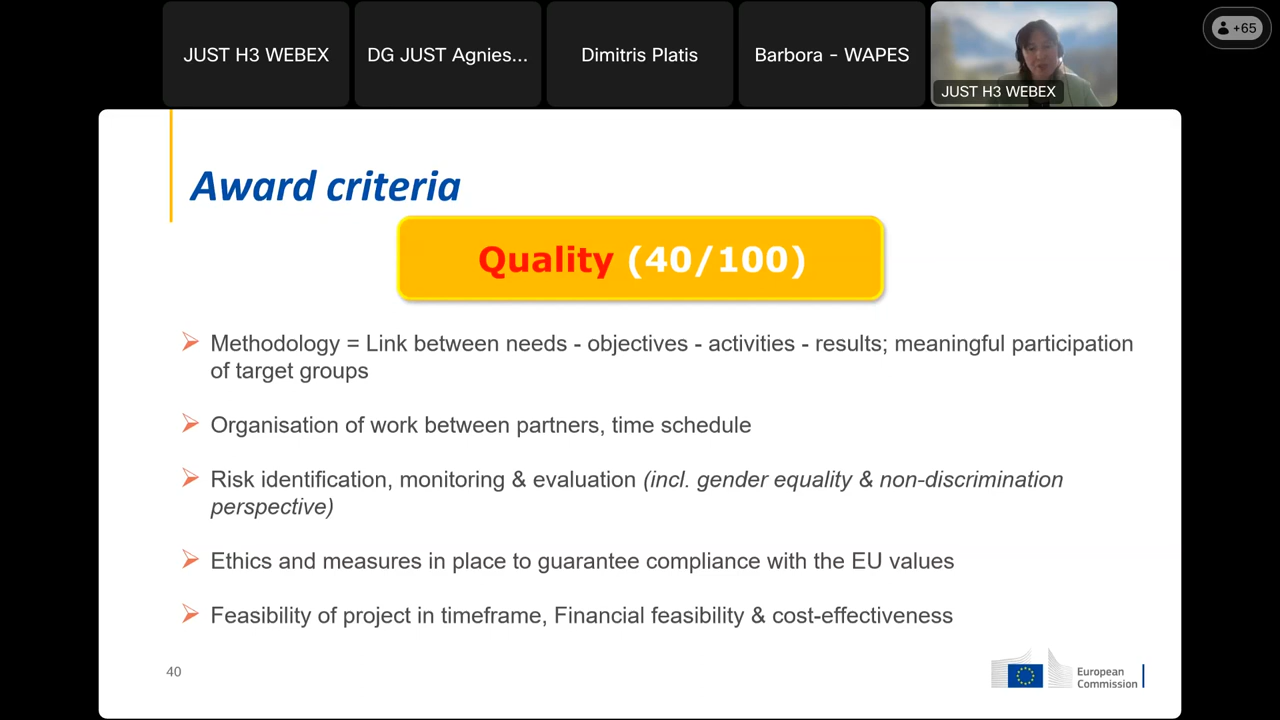 JUST H3 WEBEX
DG JUST Agnies...
Dimitris Platis
Barbora - WAPES
JUST H3 WEBEX
+65
Award criteria
Quality (40/100)
Methodology = Link between needs - objectives - activities - results; meaningful participation
of target groups
Organisation of work between partners, time schedule
Risk identification, monitoring & evaluation (incl. gender equality & non-discrimination
perspective)
Ethics and measures in place to guarantee compliance with the EU values
Feasibility of project in timeframe, Financial feasibility & cost-effectiveness
40
European
Commission